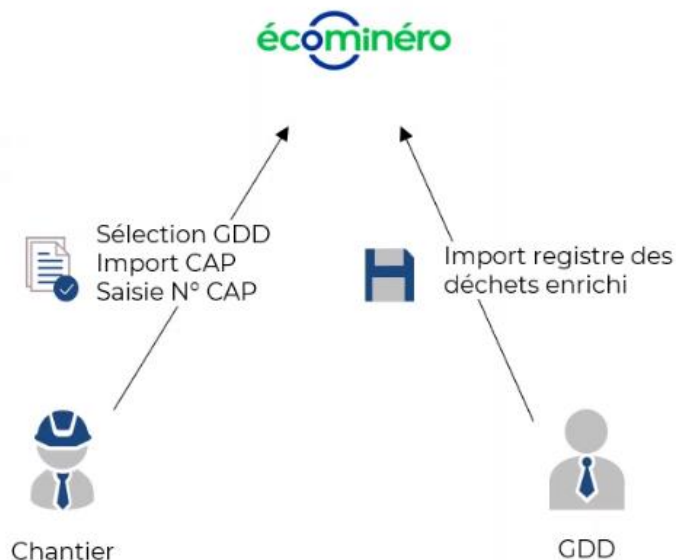 écominéro
Sélection GDD
Import CAP
Saisie N° CAP
Import registre des
déchets enrichi
Chantier
GDD